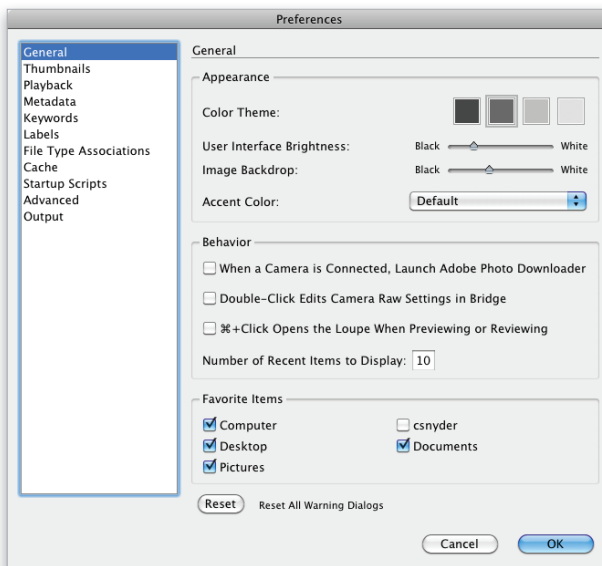 Preferences
General
Thumbnails
Playback
Metadata
Keywords
Labels
File Type Associations
Cache
Startup Scripts
Advanced
Output
General
Appearance
Color Theme:
User Interface Brightness: Black White
Image Backdrop: Black White
Accent Color: Default
Behavior
When a Camera is Connected, Launch Adobe Photo Downloader
Double-Click Edits Camera Raw Settings in Bridge
⌘+Click Opens the Loupe When Previewing or Reviewing
Number of Recent Items to Display: 10
Favorite Items
Computer csnyder
Desktop Documents
Pictures
Reset Reset All Warning Dialogs
Cancel OK